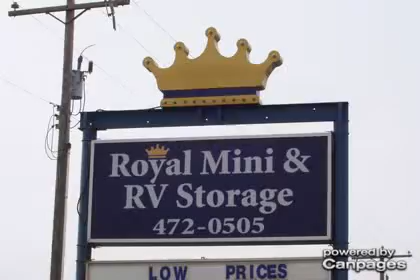 Royal Mini &
RV Storage
472-0505
LOW PRICES
powered by
Canpages